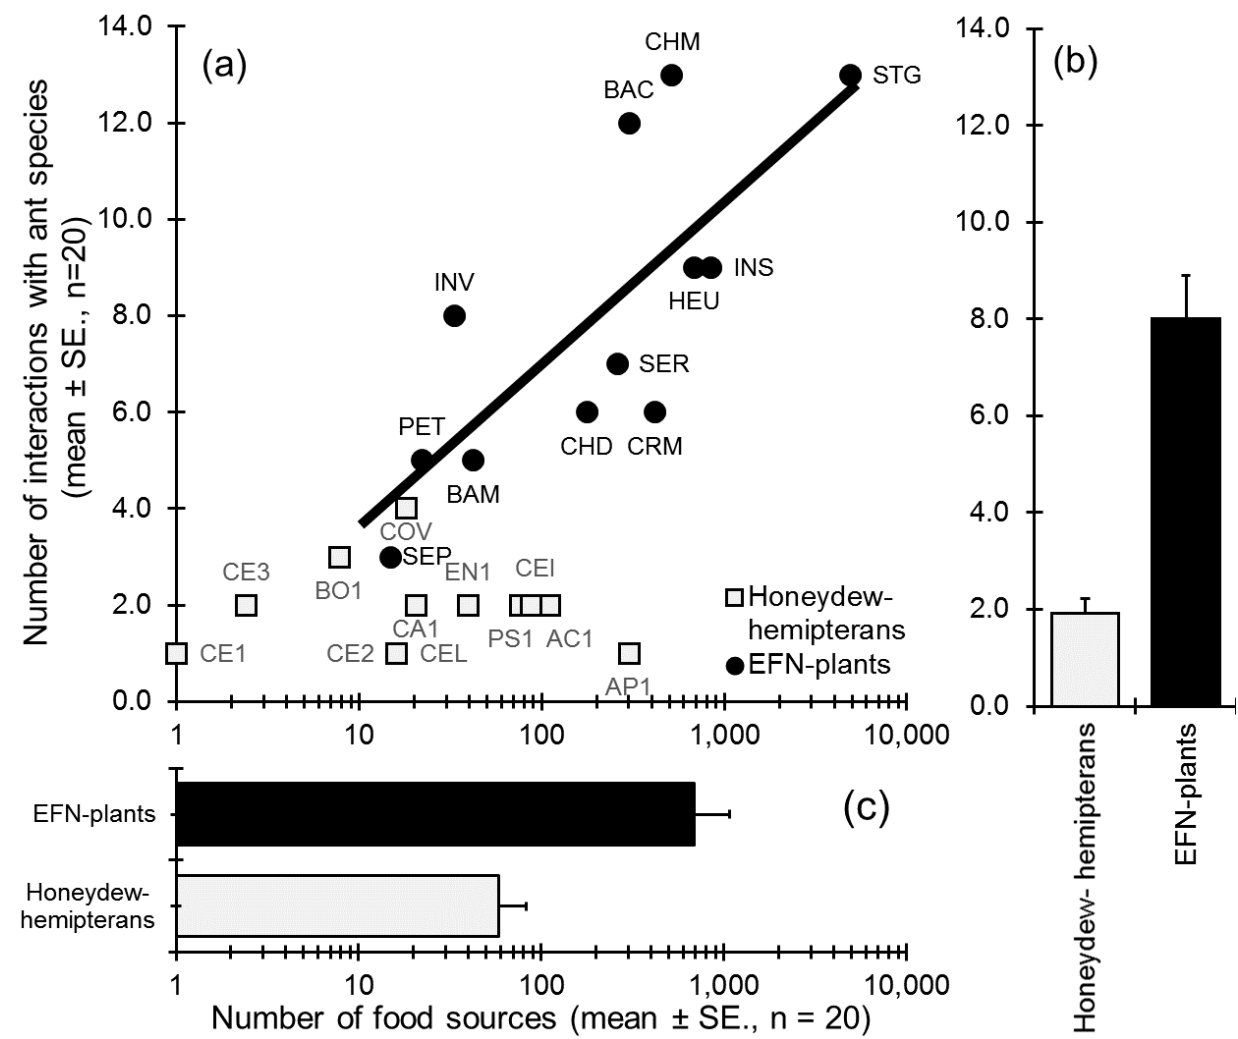 (a)
Number of interactions with ant species
(mean ± SE., n=20)
14.0
12.0
10.0
8.0
6.0
4.0
2.0
0.0
CHM
BAC
STG
INV
INS
HEU
SER
PET
CHD
CRM
BAM
COV
SEP
CE3
BO1
EN1
CEI
CA1
PS1
AC1
CE1
CE2
CEL
AP1
Honeydew-
hemipterans
EFN-plants
1
10
100
1,000
10,000
(b)
14.0
12.0
10.0
8.0
6.0
4.0
2.0
0.0
Honeydew- hemipterans
EFN-plants
(c)
EFN-plants
Honeydew-
hemipterans
1
10
100
1,000
10,000
Number of food sources (mean ± SE., n = 20)